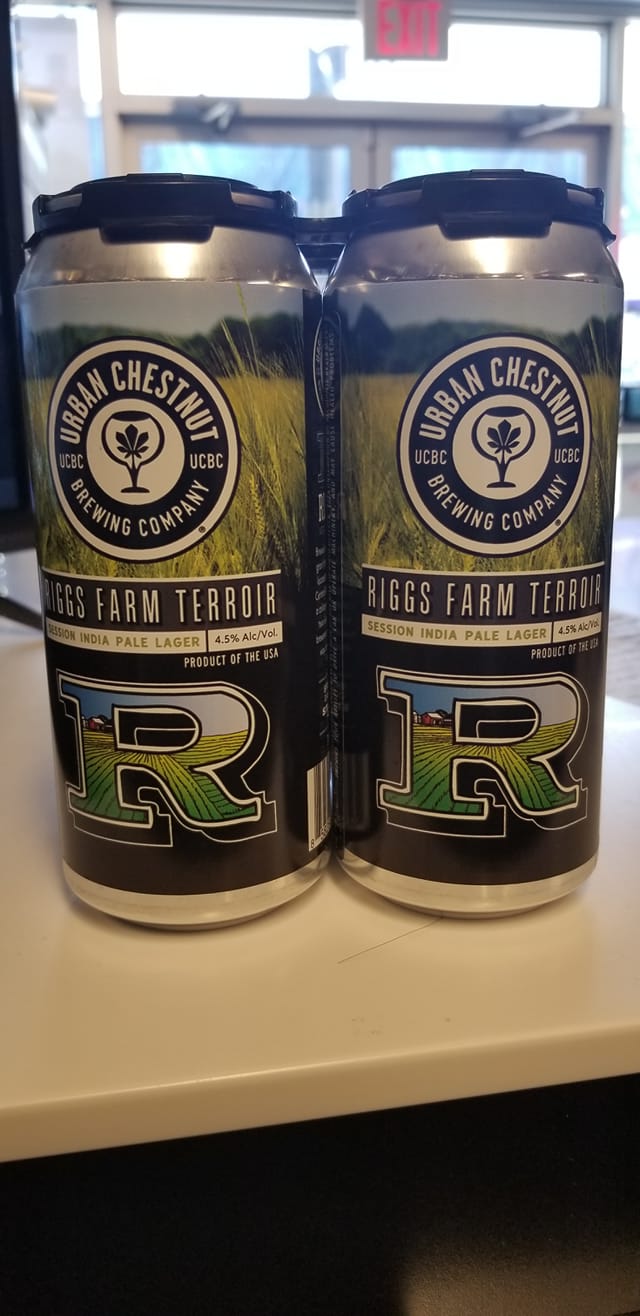 EXIT
URBAN CHESTNUT
UCBC UCBC
BREWING COMPANY
RIGGS FARM TERROIR
SESSION INDIA PALE LAGER 4.5% Alc/Vol.
PRODUCT OF THE USA
R
URBAN CHESTNUT
UCBC UCBC
BREWING COMPANY
RIGGS FARM TERROIR
SESSION INDIA PALE LAGER 4.5% Alc/Vol.
PRODUCT OF THE USA
R